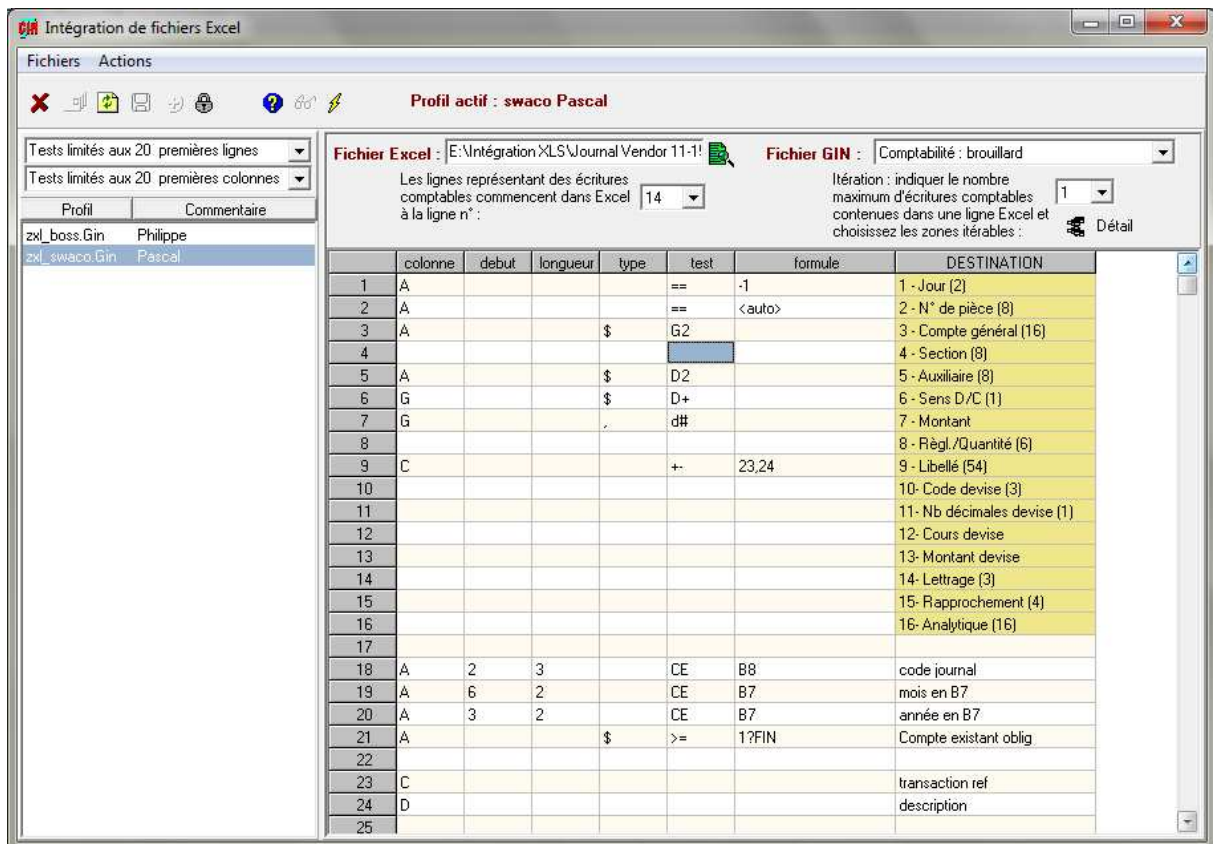 GIN Intégration de fichiers Excel
Fichiers Actions
Profil actif : swaco Pascal
Tests limités aux 20 premières lignes
Tests limités aux 20 premières colonnes
Profil Commentaire
zxl_boss.Gin Philippe
zxl_swaco.Gin Pascal
Fichier Excel : E:\Intégration XLS\Journal Vendor 11-1
Les lignes représentant des écritures
comptables commencent dans Excel 14
à la ligne n° :
Fichier GIN : Comptabilité : brouillard
Itération : indiquer le nombre
maximum d'écritures comptables 1
contenues dans une ligne Excel et
choisissez les zones itérables : Détail
colonne debut longueur type test formule DESTINATION
1 A == -1 1 - Jour (2)
2 A == <auto> 2 - N° de pièce (8)
3 A $ G2 3 - Compte général (16)
4 4 - Section (8)
5 A $ D2 5 - Auxiliaire (8)
6 G $ D+ 6 - Sens D/C (1)
7 G , d# 7 - Montant
8 8 - Règl./Quantité (6)
9 C +- 23,24 9 - Libellé (54)
10 10- Code devise (3)
11 11- Nb décimales devise (1)
12 12- Cours devise
13 13- Montant devise
14 14- Lettrage (3)
15 15- Rapprochement (4)
16 16- Analytique (16)
17
18 A 2 3 CE B8 code journal
19 A 6 2 CE B7 mois en B7
20 A 3 2 CE B7 année en B7
21 A $ >= 1?FIN Compte existant oblig
22
23 C transaction ref
24 D description
25